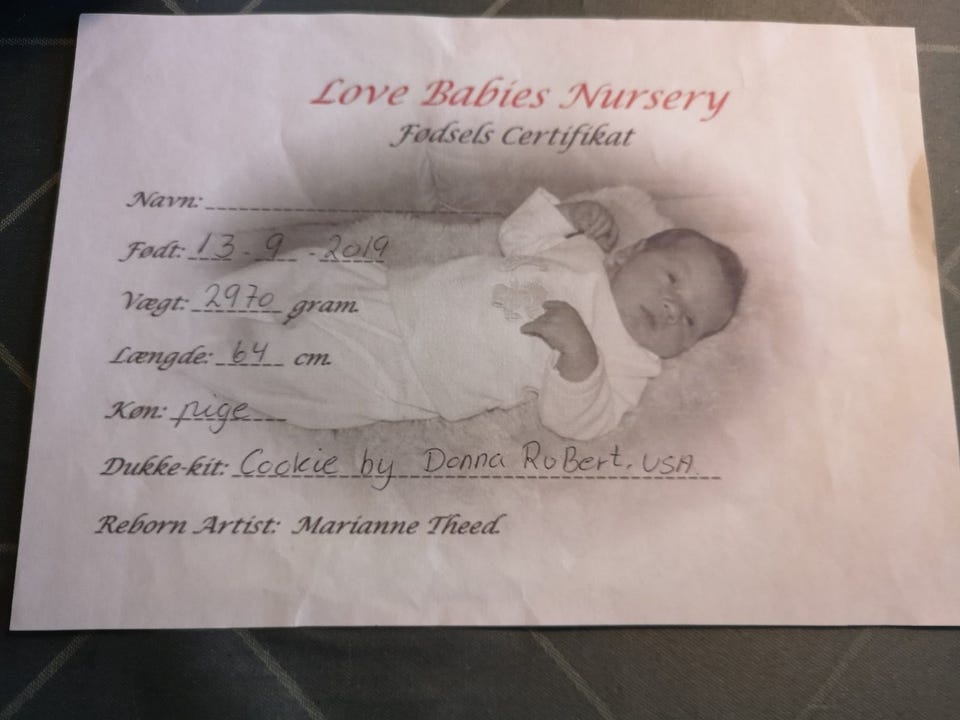 Love Babies Nursery
Fødsels Certifikat
Navn:
Født: 13 - 9 - 2019
Vægt: 2970 gram.
Længde: 64 cm.
Køn: pige
Dukke-kit: Cookie by Donna RuBert. USA.
Reborn Artist: Marianne Theed.